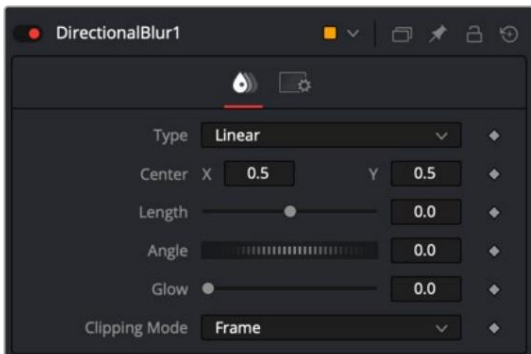 DirectionalBlur1
Type Linear
Center X 0.5 Y 0.5
Length 0.0
Angle 0.0
Glow 0.0
Clipping Mode Frame